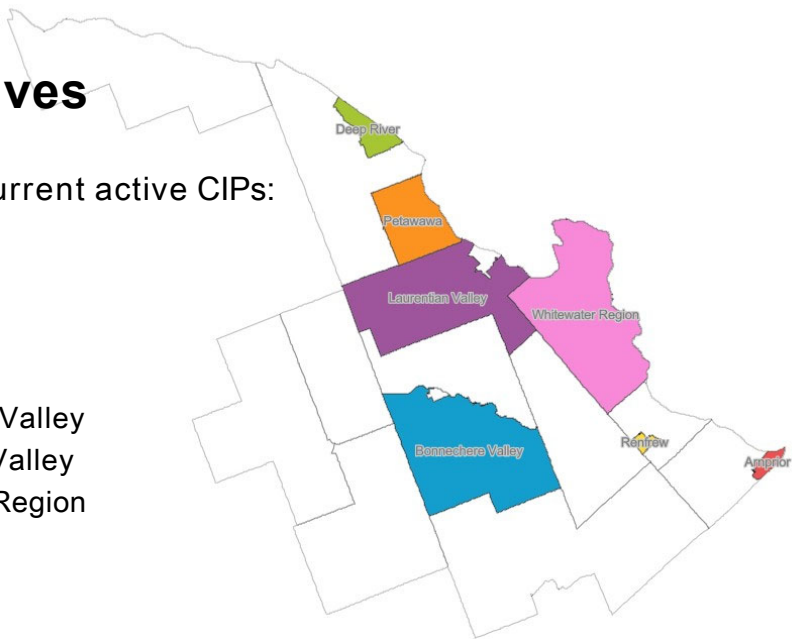 ves
urrent active CIPs:
Valley
Valley
Region
Deep River
Petawawa
Laurentian Valley
Whitewater Region
Bonnechere Valley
Renfrew
Arnprior